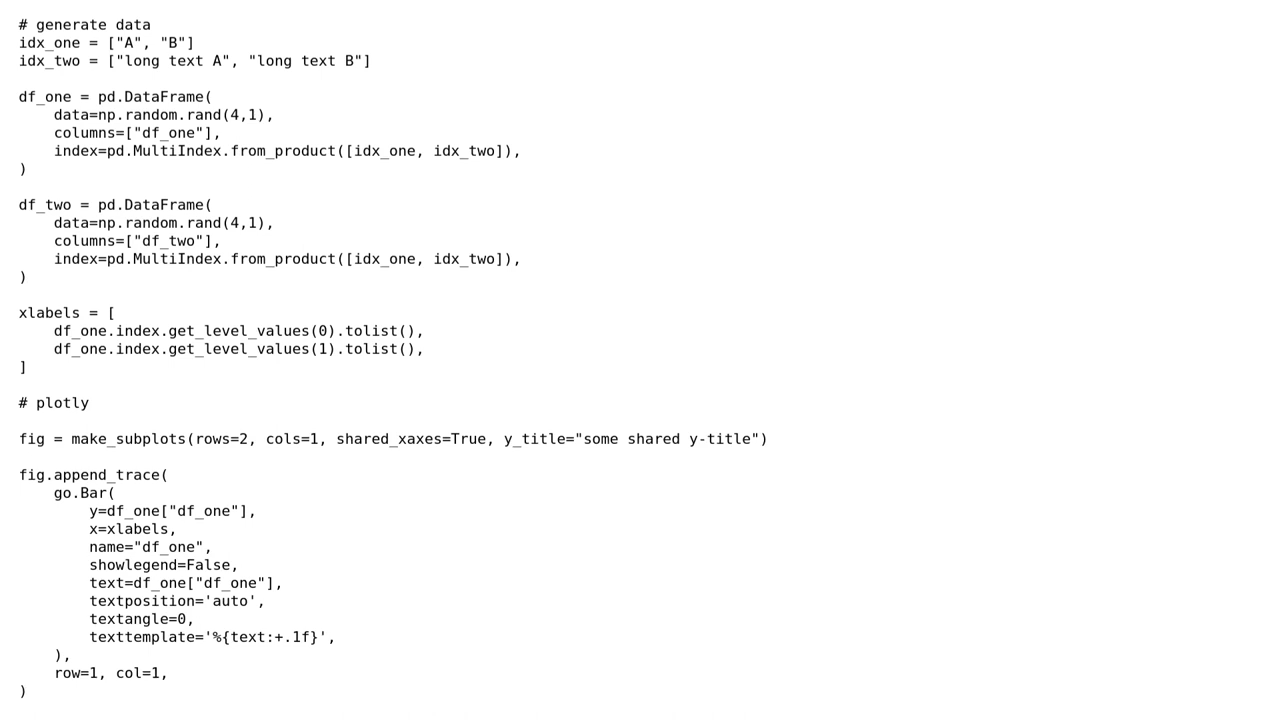 # generate data
idx_one = ["A", "B"]
idx_two = ["long text A", "long text B"]

df_one = pd.DataFrame(
    data=np.random.rand(4,1),
    columns=["df_one"],
    index=pd.MultiIndex.from_product([idx_one, idx_two]),
)

df_two = pd.DataFrame(
    data=np.random.rand(4,1),
    columns=["df_two"],
    index=pd.MultiIndex.from_product([idx_one, idx_two]),
)

xlabels = [
    df_one.index.get_level_values(0).tolist(),
    df_one.index.get_level_values(1).tolist(),
]

# plotly

fig = make_subplots(rows=2, cols=1, shared_xaxes=True, y_title="some shared y-title")

fig.append_trace(
    go.Bar(
        y=df_one["df_one"],
        x=xlabels,
        name="df_one",
        showlegend=False,
        text=df_one["df_one"],
        textposition='auto',
        textangle=0,
        texttemplate='%{text:+.1f}',
    ),
    row=1, col=1,
)